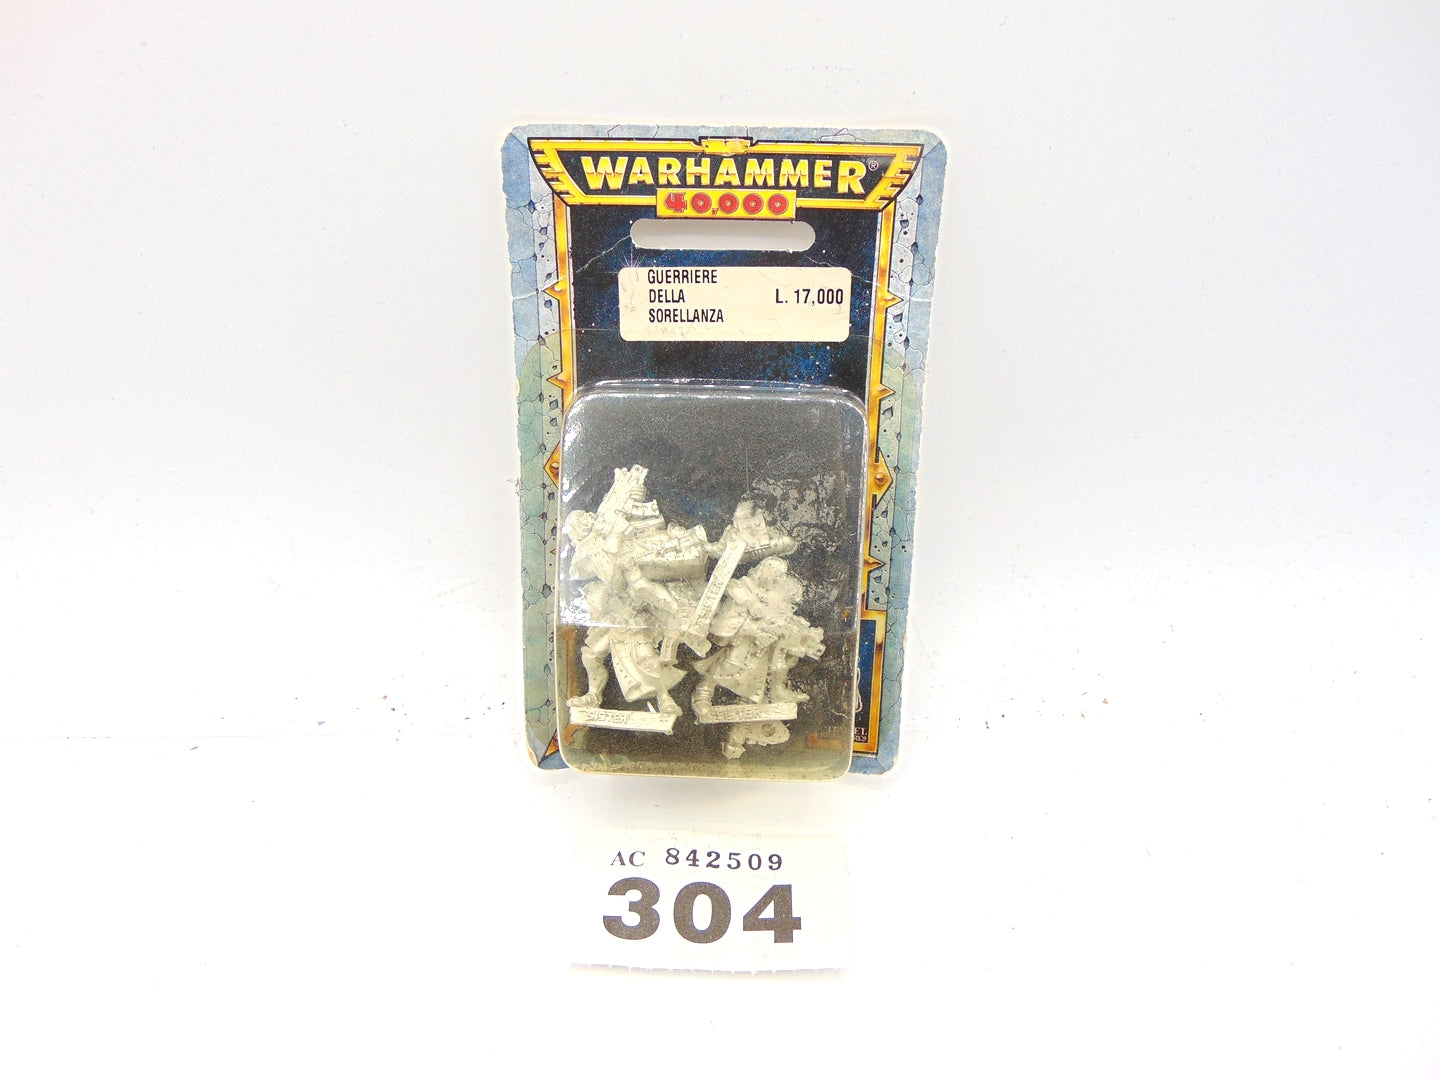 WARHAMMER®
40,000
GUERRIERE
DELLA
SORELLANZA
L. 17,000
AC 842509
304